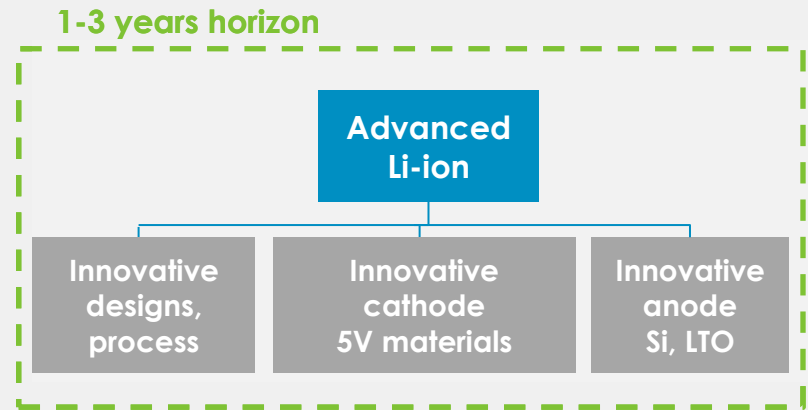 1-3 years horizon
Advanced
Li-ion
Innovative
designs,
process
Innovative
cathode
5V materials
Innovative
anode
Si, LTO